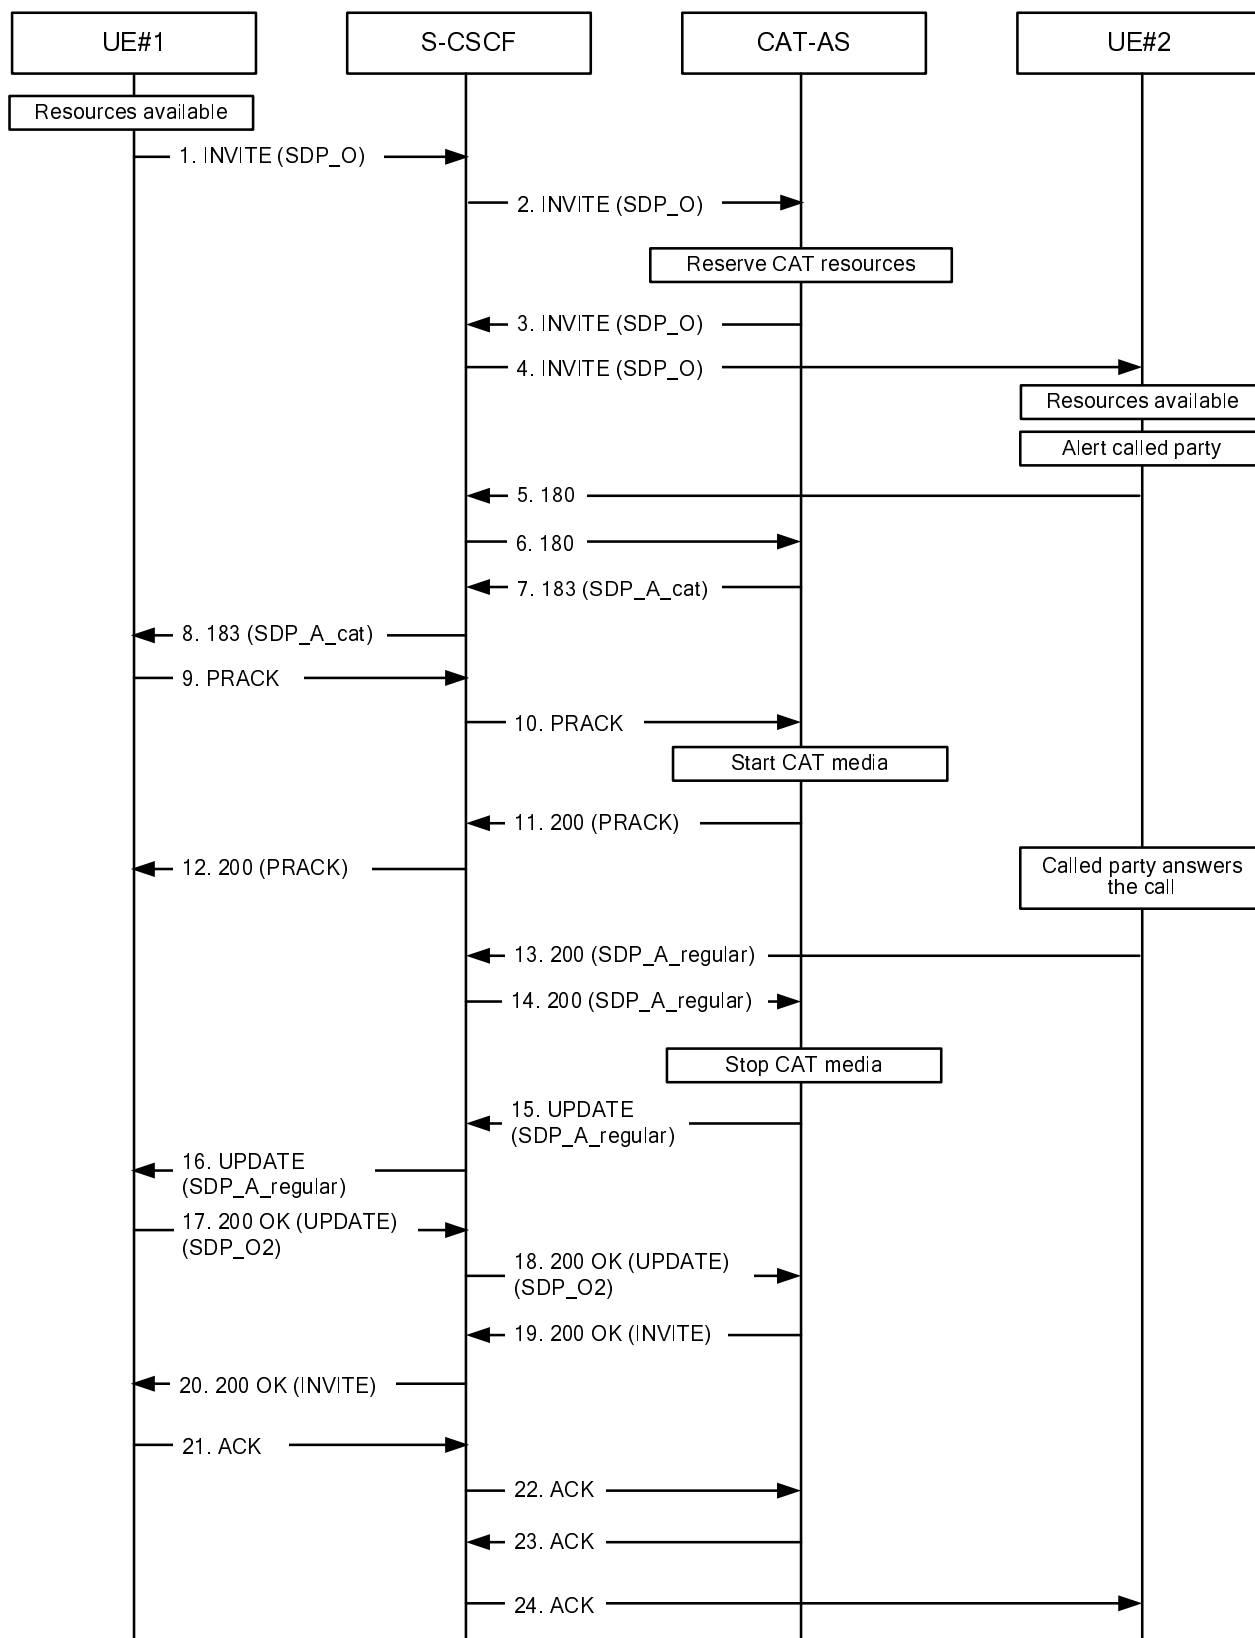 UE#1
S-CSCF
CAT-AS
UE#2
Resources available
1. INVITE (SDP_O)
2. INVITE (SDP_O)
Reserve CAT resources
3. INVITE (SDP_O)
4. INVITE (SDP_O)
Resources available
Alert called party
5. 180
6. 180
7. 183 (SDP_A_cat)
8. 183 (SDP_A_cat)
9. PRACK
10. PRACK
Start CAT media
11. 200 (PRACK)
12. 200 (PRACK)
Called party answers
the call
13. 200 (SDP_A_regular)
14. 200 (SDP_A_regular)
Stop CAT media
15. UPDATE
(SDP_A_regular)
16. UPDATE
(SDP_A_regular)
17. 200 OK (UPDATE)
(SDP_O2)
18. 200 OK (UPDATE)
(SDP_O2)
19. 200 OK (INVITE)
20. 200 OK (INVITE)
21. ACK
22. ACK
23. ACK
24. ACK